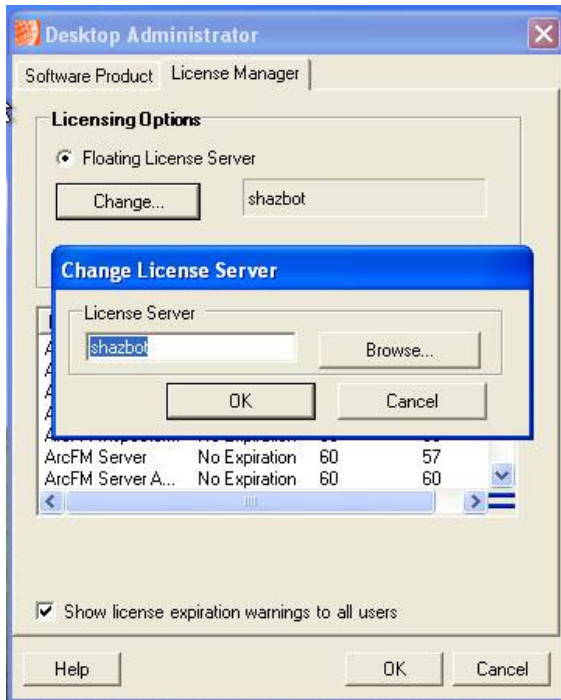 Desktop Administrator
Software Product License Manager
Licensing Options
Floating License Server
Change... shazbot
Change License Server
License Server
shazbot Browse...
OK Cancel
ArcFM Server No Expiration 60 57
ArcFM Server A... No Expiration 60 60
Show license expiration warnings to all users
Help OK Cancel